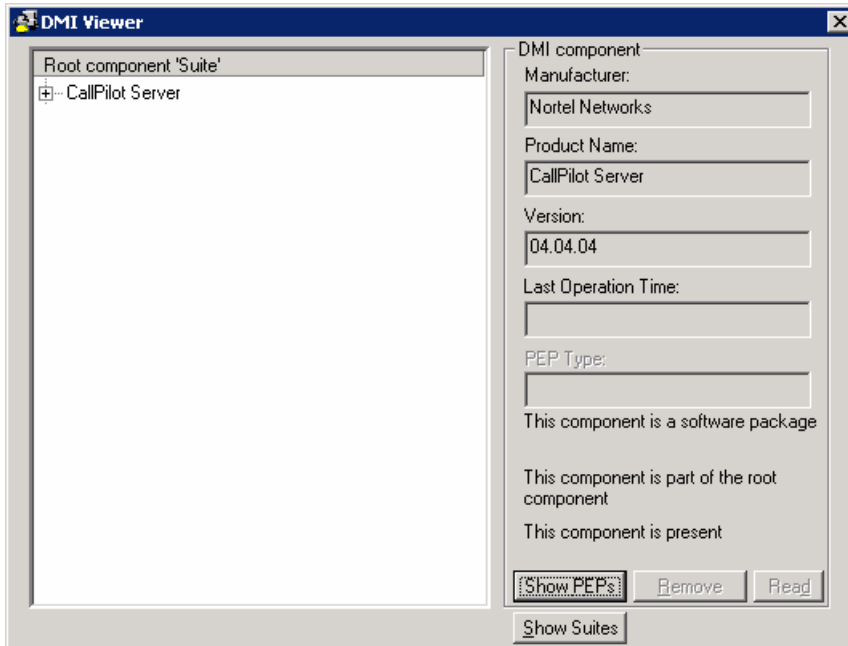 DMI Viewer
Root component 'Suite'
CallPilot Server
DMI component
Manufacturer:
Nortel Networks
Product Name:
CallPilot Server
Version:
04.04.04
Last Operation Time:
PEP Type:
This component is a software package
This component is part of the root
component
This component is present
Show PEPs
Remove
Read
Show Suites